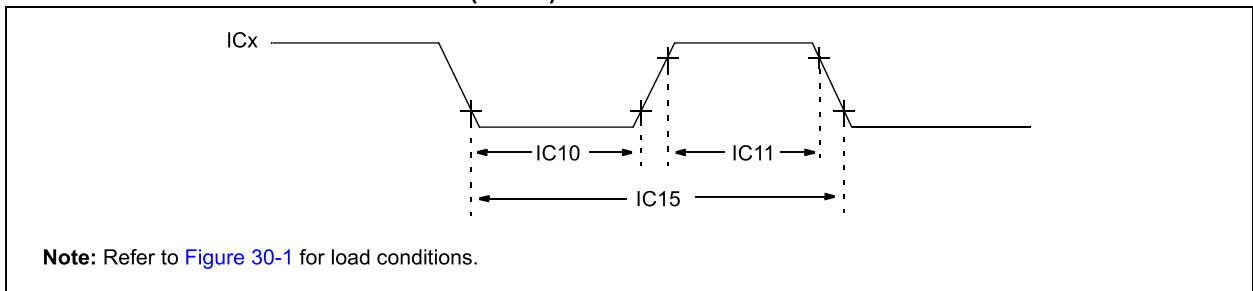 ICx
IC10
IC11
IC15
Note: Refer to Figure 30-1 for load conditions.